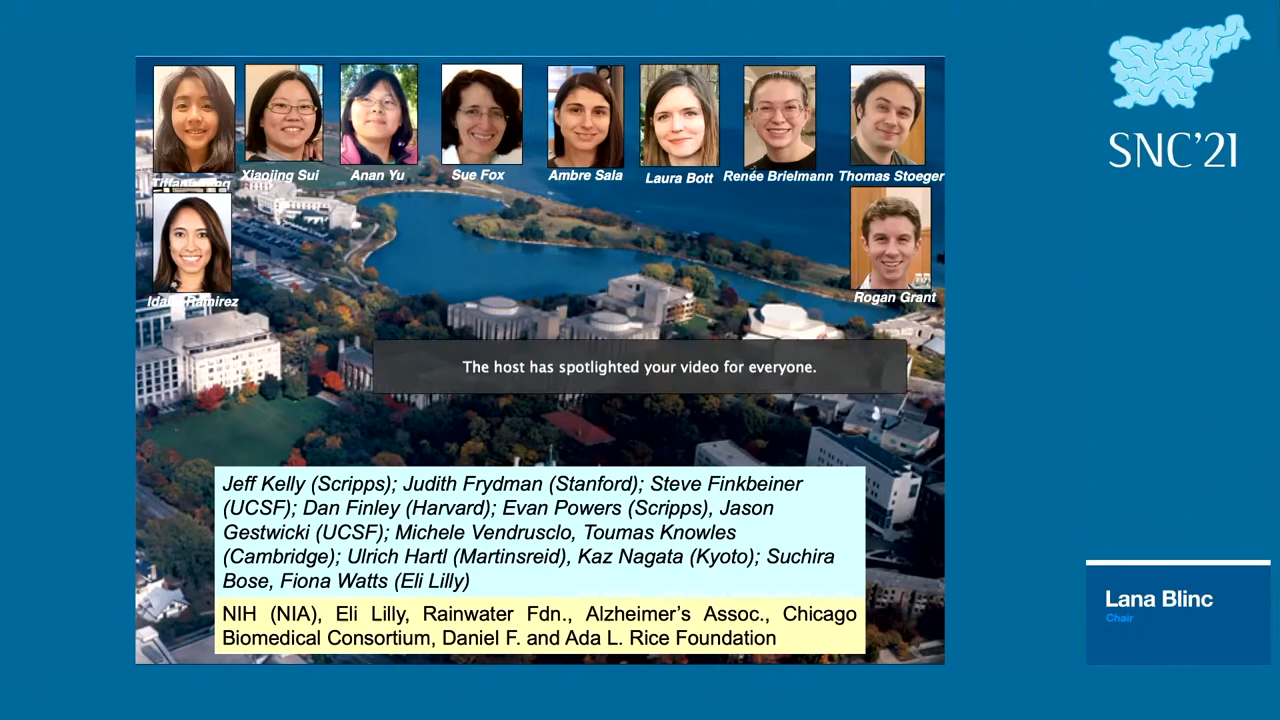 SNC'21
Xiaojing Sui
Anan Yu
Sue Fox
Ambre Sala
Laura Bott
Renée Brielmann
Thomas Stoeger
Ramirez
Rogan Grant
The host has spotlighted your video for everyone.
Jeff Kelly (Scripps); Judith Frydman (Stanford); Steve Finkbeiner
(UCSF); Dan Finley (Harvard); Evan Powers (Scripps), Jason
Gestwicki (UCSF); Michele Vendrusclo, Toumas Knowles
(Cambridge); Ulrich Hartl (Martinsreid), Kaz Nagata (Kyoto); Suchira
Bose, Fiona Watts (Eli Lilly)
NIH (NIA), Eli Lilly, Rainwater Fdn., Alzheimer's Assoc., Chicago
Biomedical Consortium, Daniel F. and Ada L. Rice Foundation
Lana Blinc
Chair